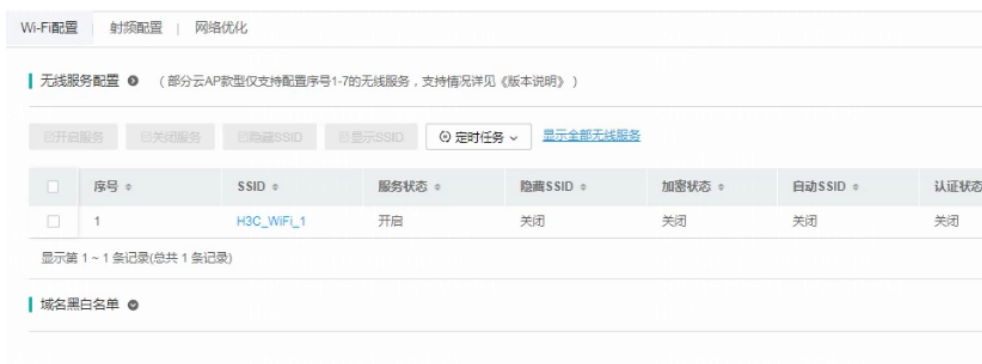 Wi-Fi配置 | 射频配置 | 网络优化
无线服务配置 (部分云AP款型仅支持配置序号1-7的无线服务,支持情况详见《版本说明》)
开启服务 关闭服务 隐藏SSID 显示SSID 定时任务 显示全部无线服务
序号 SSID 服务状态 隐藏SSID 加密状态 自动SSID 认证状态
1 H3C_WiFi_1 开启 关闭 关闭 关闭 关闭
显示第 1 ~ 1 条记录(总共 1 条记录)
域名黑白名单